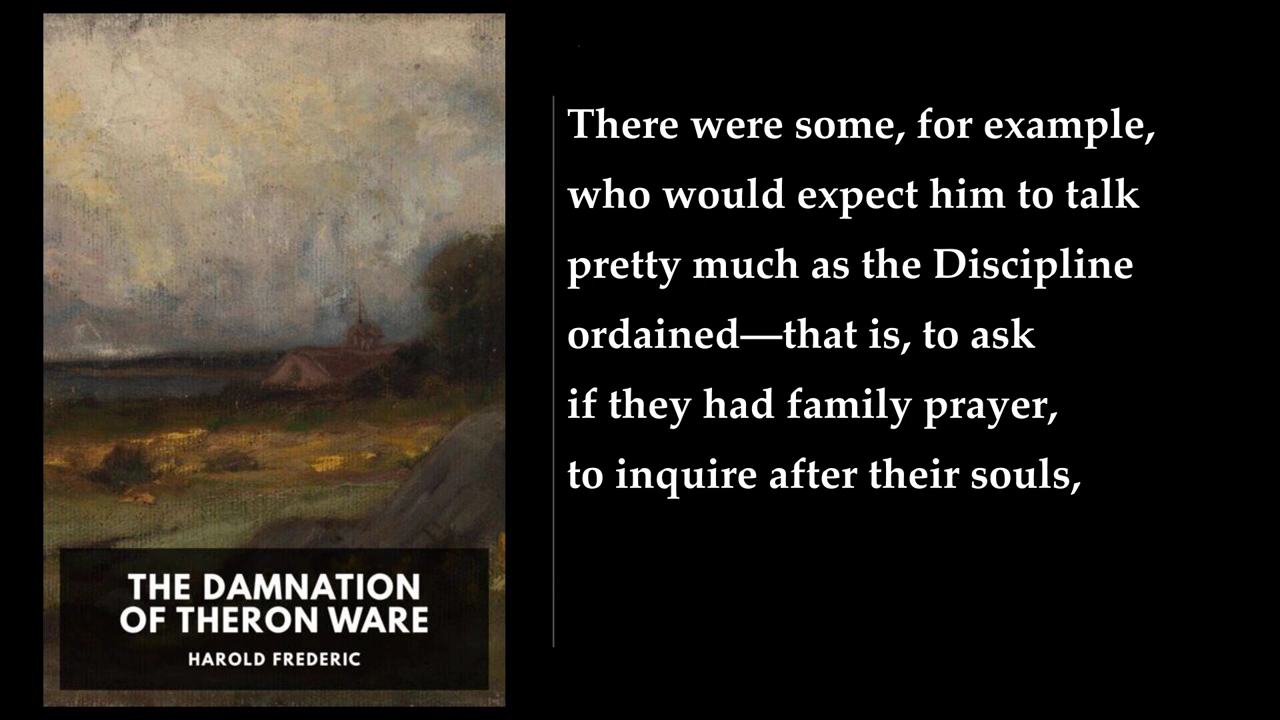 There were some, for example,
who would expect him to talk
pretty much as the Discipline
ordained—that is, to ask
if they had family prayer,
to inquire after their souls,
THE DAMNATION
OF THERON WARE
HAROLD FREDERIC